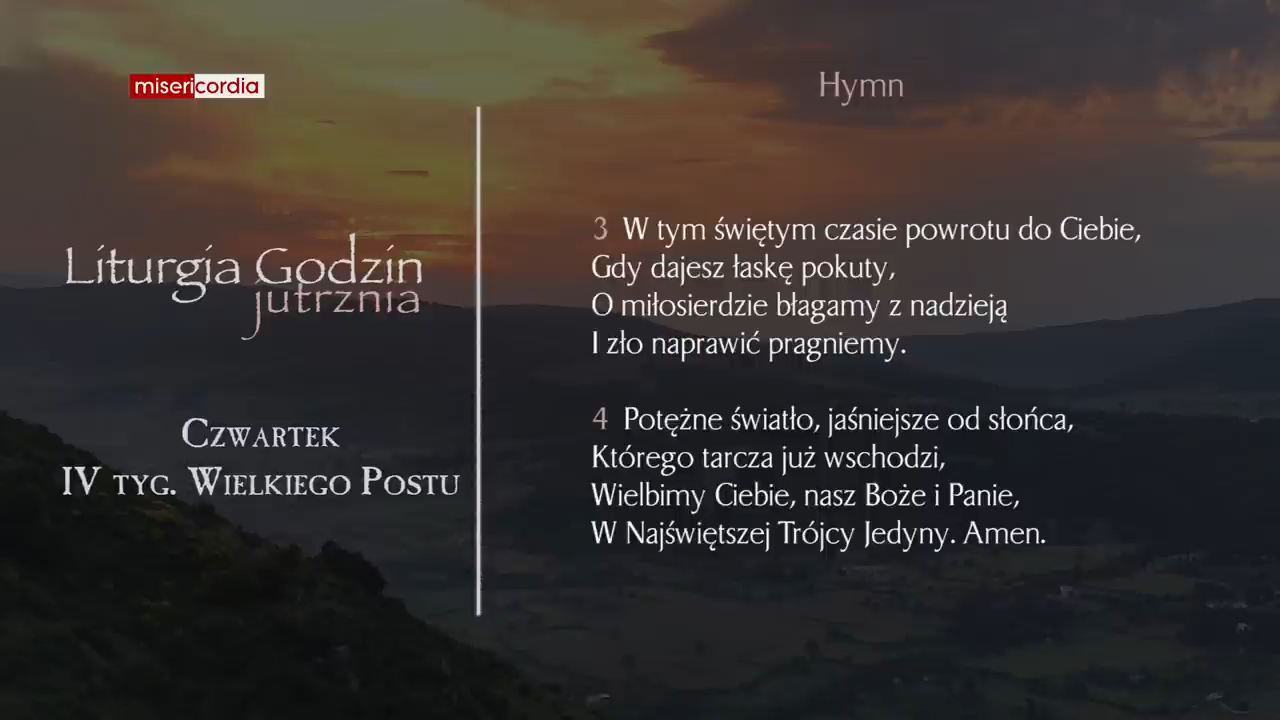 misericordia
Liturgia Godzin
jutrznia
Czwartek
IV tyg. Wielkiego Postu
Hymn
3 W tym świętym czasie powrotu do Ciebie,
Gdy dajesz łaskę pokuty,
O miłosierdzie błagamy z nadzieją
I zło naprawić pragniemy.
4 Potężne światło, jaśniejsze od słońca,
Którego tarcza już wschodzi,
Wielbimy Ciebie, nasz Boże i Panie,
W Najświętszej Trójcy Jedyny. Amen.